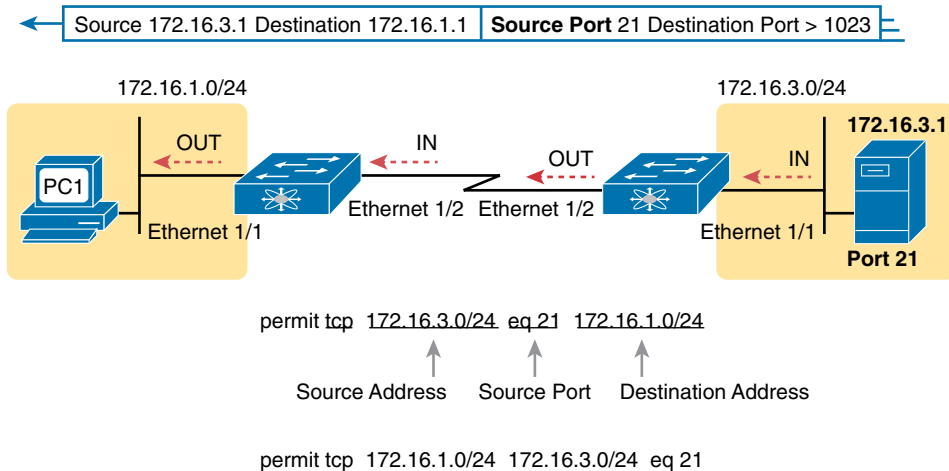 Source 172.16.3.1 Destination 172.16.1.1 Source Port 21 Destination Port > 1023
172.16.1.0/24
172.16.3.0/24
172.16.3.1
OUT
IN
OUT
IN
PC1
Ethernet 1/2
Ethernet 1/2
Ethernet 1/1
Ethernet 1/1
Port 21
permit tcp 172.16.3.0/24 eq 21 172.16.1.0/24
Source Address Source Port Destination Address
permit tcp 172.16.1.0/24 172.16.3.0/24 eq 21